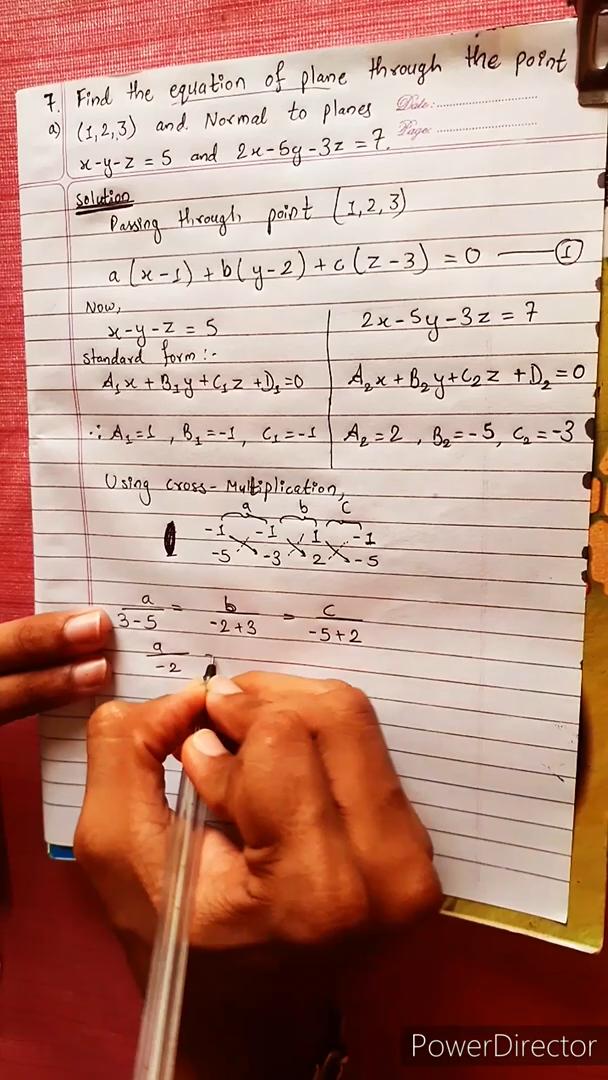 7. Find the equation of plane through the point
a) (1,2,3) and Normal to planes
Date:
x-y-z = 5 and 2x-5y-3z = 7.
Page:
Solution
Passing through point (1,2,3)
a(x-1) + b(y-2) + c(z-3) = 0 — ①
Now,
x-y-z = 5
2x-5y-3z = 7
standard form:-
A₁x + B₁y + C₁z + D₁ = 0
A₂x + B₂y + C₂z + D₂ = 0
∴ A₁=1, B₁=-1, C₁=-1
A₂=2, B₂=-5, C₂=-3
Using Cross-Multiplication,
a b c
-1 -1 1 -1
-5 -3 2 -5
a/3-5 = b/-2+3 = c/-5+2
a/-2
PowerDirector